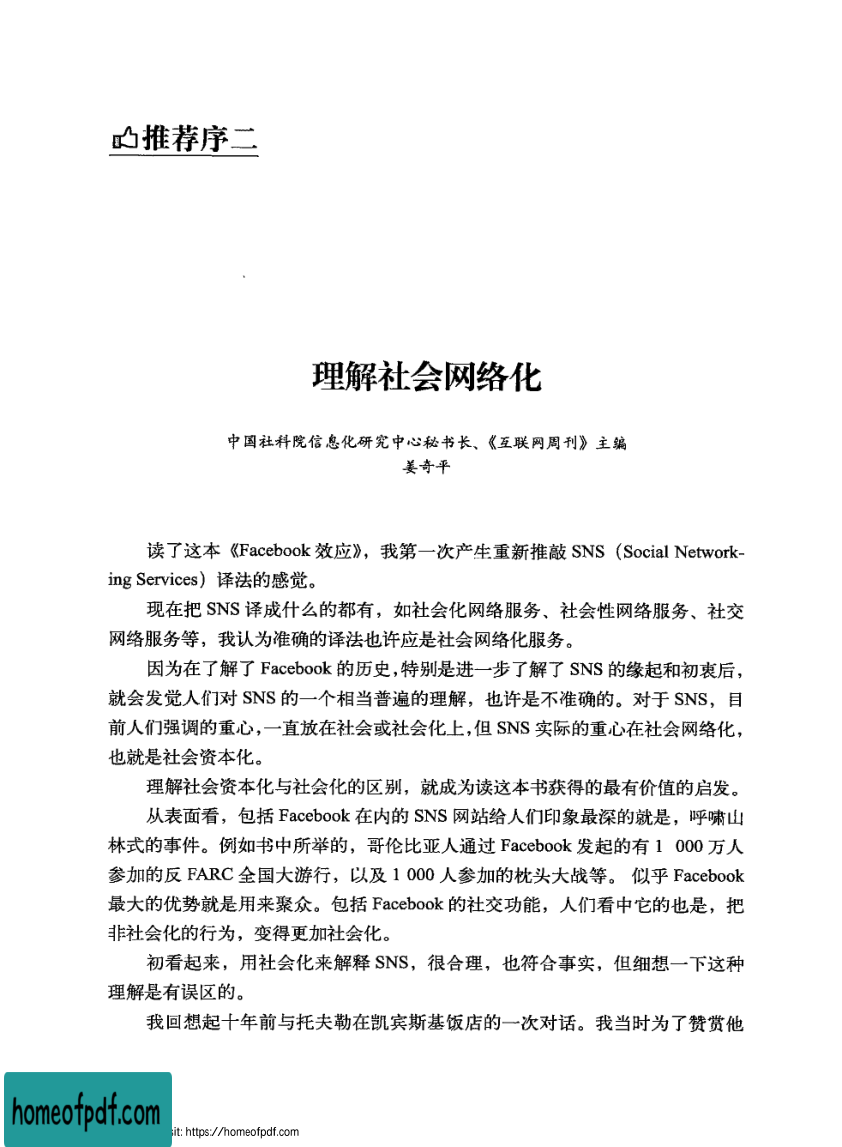 推荐序二
理解社会网络化
中国社科院信息化研究中心秘书长、《互联网周刊》主编
姜奇平
读了这本《Facebook 效应》，我第一次产生重新推敲 SNS（Social Network-
ing Services）译法的感觉。
现在把 SNS 译成什么的都有，如社会化网络服务、社会性网络服务、社交
网络服务等，我认为准确的译法也许应是社会网络化服务。
因为在了解了 Facebook 的历史，特别是进一步了解了 SNS 的缘起和初衷后，
就会发觉人们对 SNS 的一个相当普遍的理解，也许是不准确的。对于 SNS，目
前人们强调的重心，一直放在社会或社会化上，但 SNS 实际的重心在社会网络化，
也就是社会资本化。
理解社会资本化与社会化的区别，就成为读这本书获得的最有价值的启发。
从表面看，包括 Facebook 在内的 SNS 网站给人们印象最深的就是，呼啸山
林式的事件。例如书中所举的，哥伦比亚人通过 Facebook 发起的有 1 000 万人
参加的反 FARC 全国大游行，以及 1 000 人参加的枕头大战等。 似乎 Facebook
最大的优势就是用来聚众。包括 Facebook 的社交功能，人们看中它的也是，把
非社会化的行为，变得更加社会化。
初看起来，用社会化来解释 SNS，很合理，也符合事实，但细想一下这种
理解是有误区的。
我回想起十年前与托夫勒在凯宾斯基饭店的一次对话。我当时为了赞赏他
homeofpdf.com
sit: https://homeofpdf.com